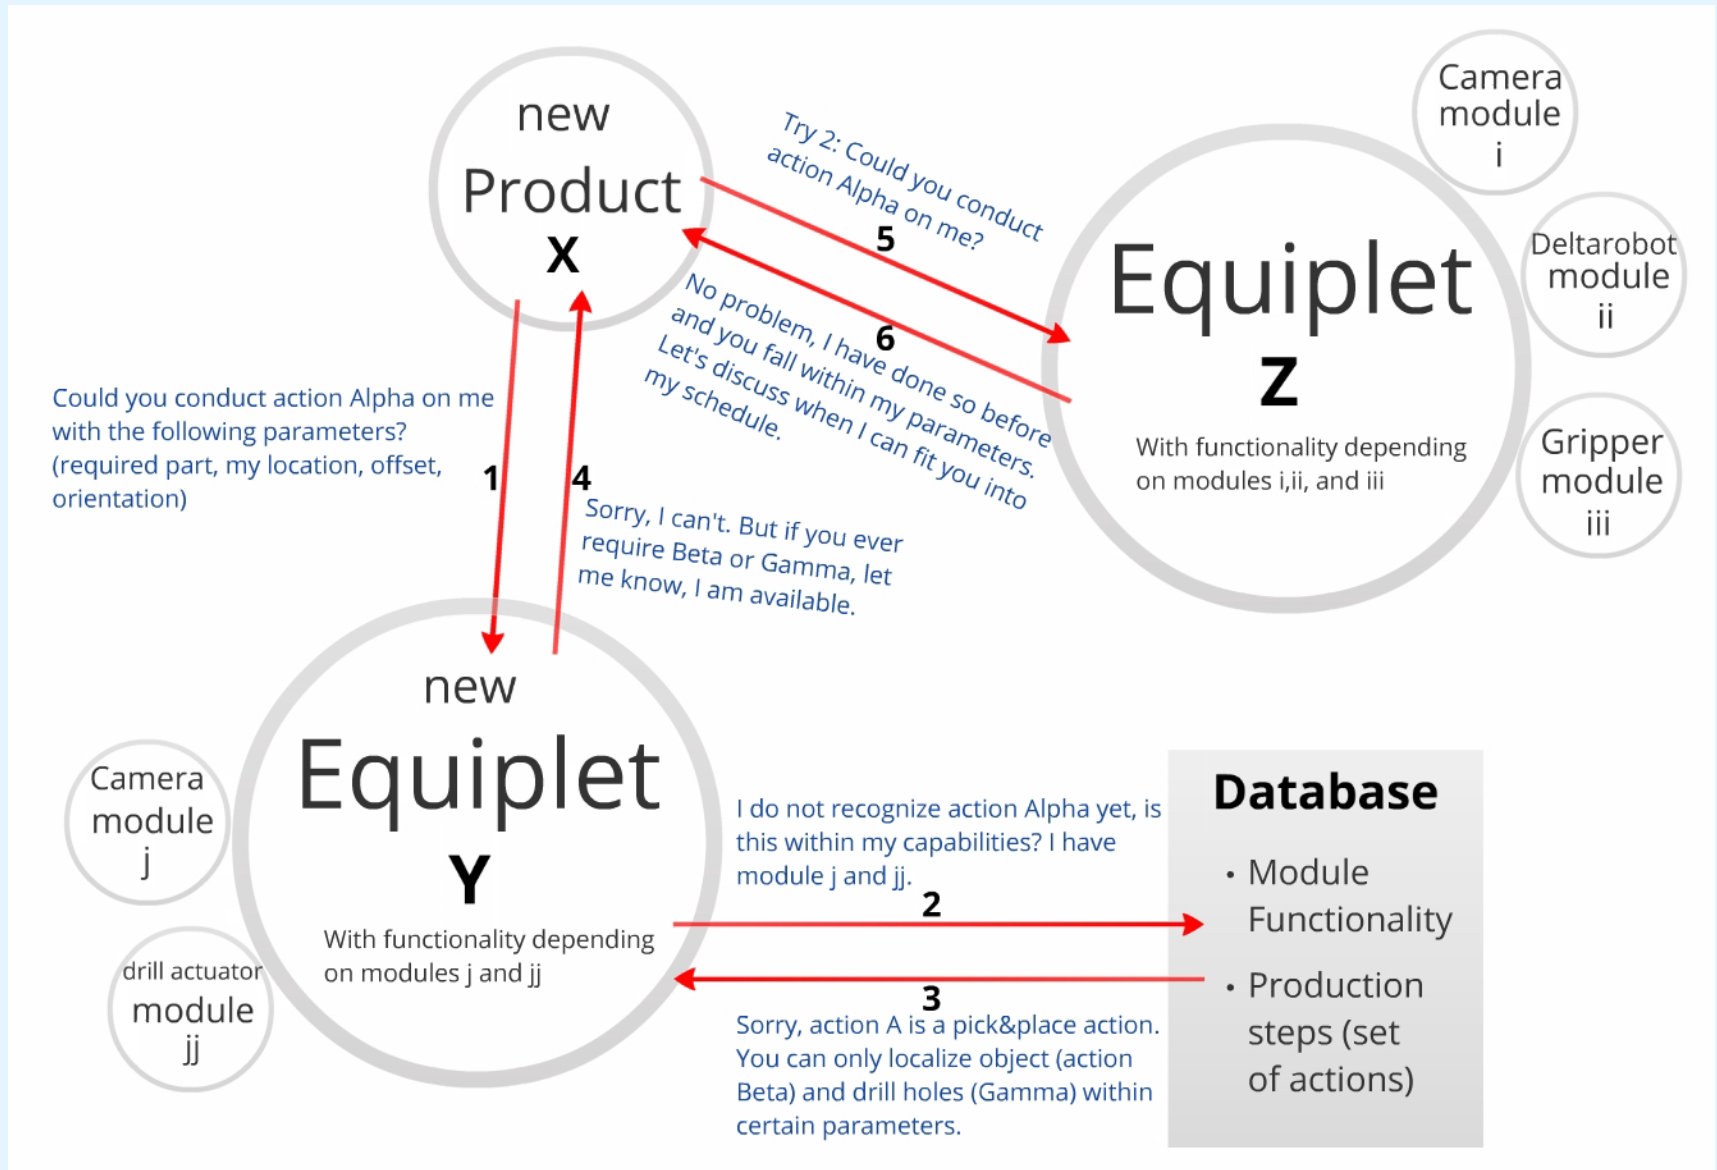 new
Product
X
Try 2: Could you conduct
action Alpha on me?
5
6
No problem, I have done so before
and you fall within my parameters.
Let's discuss when I can fit you into
my schedule.
Camera
module
i
Deltarobot
module
ii
Gripper
module
iii
Equiplet
Z
With functionality depending
on modules i,ii, and iii
Could you conduct action Alpha on me
with the following parameters?
(required part, my location, offset,
orientation)
1
4
Sorry, I can't. But if you ever
require Beta or Gamma, let
me know, I am available.
new
Equiplet
Y
With functionality depending
on modules j and jj
Camera
module
j
drill actuator
module
jj
I do not recognize action Alpha yet, is
this within my capabilities? I have
module j and jj.
2
3
Sorry, action A is a pick&place action.
You can only localize object (action
Beta) and drill holes (Gamma) within
certain parameters.
Database
• Module
Functionality
• Production
steps (set
of actions)